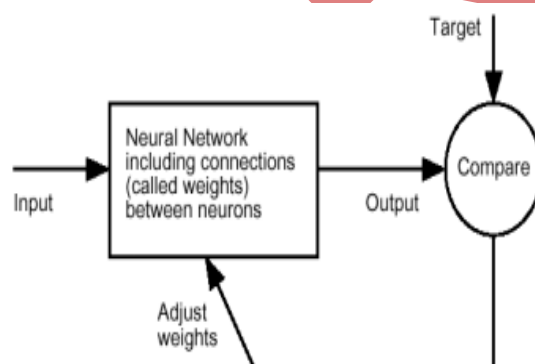 Target
Neural Network
including connections
(called weights)
between neurons
Compare
Input
Output
Adjust
weights